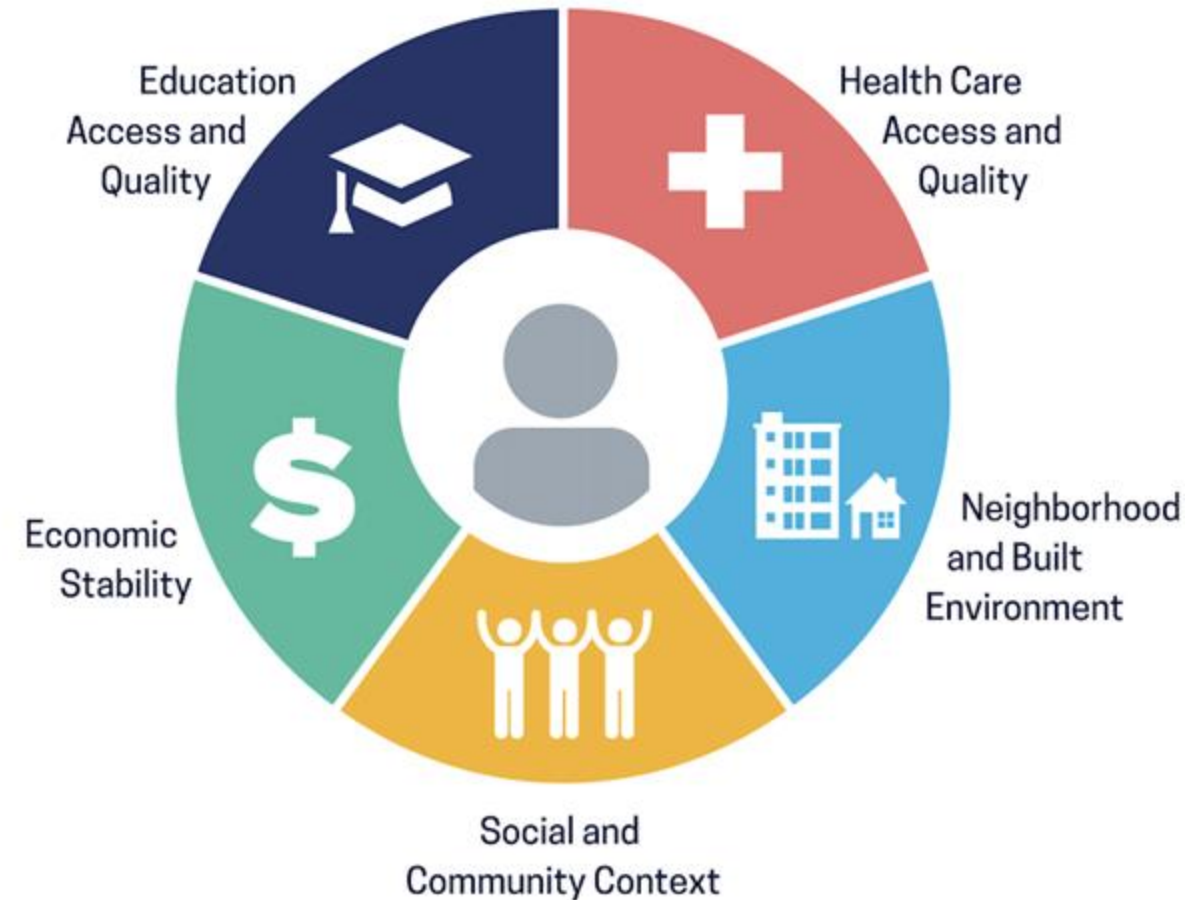 Education
Access and
Quality
Health Care
Access and
Quality
Economic
Stability
Neighborhood
and Built
Environment
Social and
Community Context